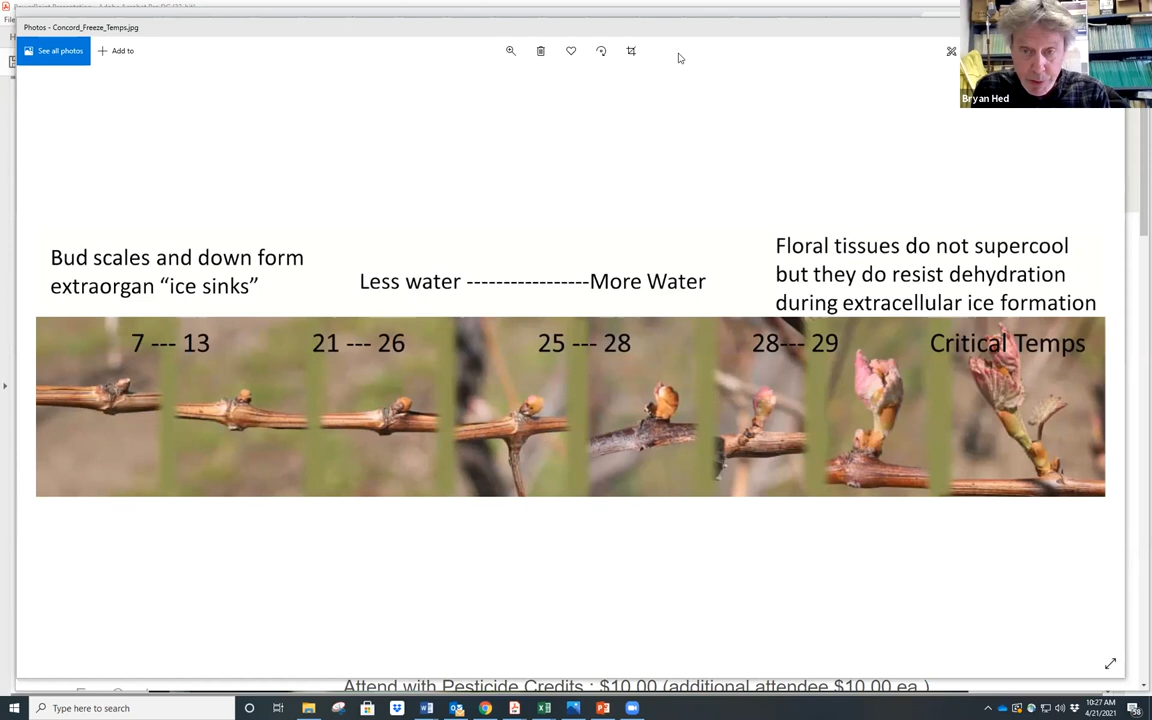 PowerPoint Presentation
Photos - Concord_Freeze_Temps.jpg
See all photos
Add to
Bryan Hed
Bud scales and down form
extraorgan “ice sinks”
Less water -----------------More Water
Floral tissues do not supercool
but they do resist dehydration
during extracellular ice formation
7 --- 13
21 --- 26
25 --- 28
28--- 29
Critical Temps
Attend with Pesticide Credits : $10.00 (additional attendee $10.00 ea.)
Type here to search
10:27 AM
4/21/2021